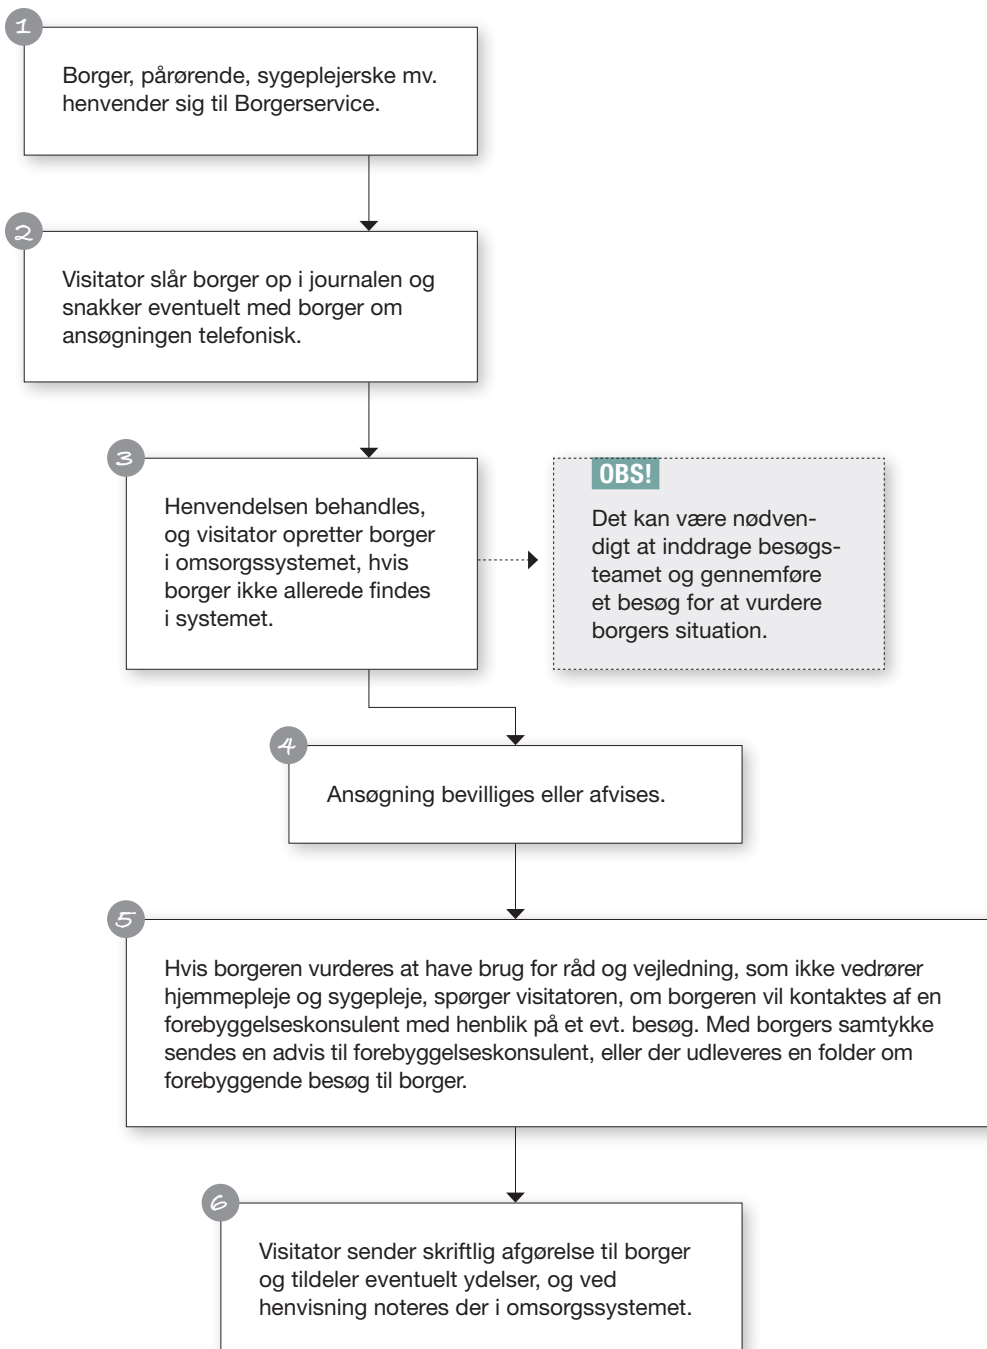 1
Borger, pårørende, sygeplejerske mv.
henvender sig til Borgerservice.
2
Visitator slår borger op i journalen og
snakker eventuelt med borger om
ansøgningen telefonisk.
3
Henvendelsen behandles,
og visitator opretter borger
i omsorgssystemet, hvis
borger ikke allerede findes
i systemet.
OBS!
Det kan være nødven-
digt at inddrage besøgs-
teamet og gennemføre
et besøg for at vurdere
borgers situation.
4
Ansøgning bevilliges eller afvises.
5
Hvis borgeren vurderes at have brug for råd og vejledning, som ikke vedrører
hjemmepleje og sygepleje, spørger visitatoren, om borgeren vil kontaktes af en
forebyggelseskonsulent med henblik på et evt. besøg. Med borgers samtykke
sendes en advis til forebyggelseskonsulent, eller der udleveres en folder om
forebyggende besøg til borger.
6
Visitator sender skriftlig afgørelse til borger
og tildeler eventuelt ydelser, og ved
henvisning noteres der i omsorgssystemet.